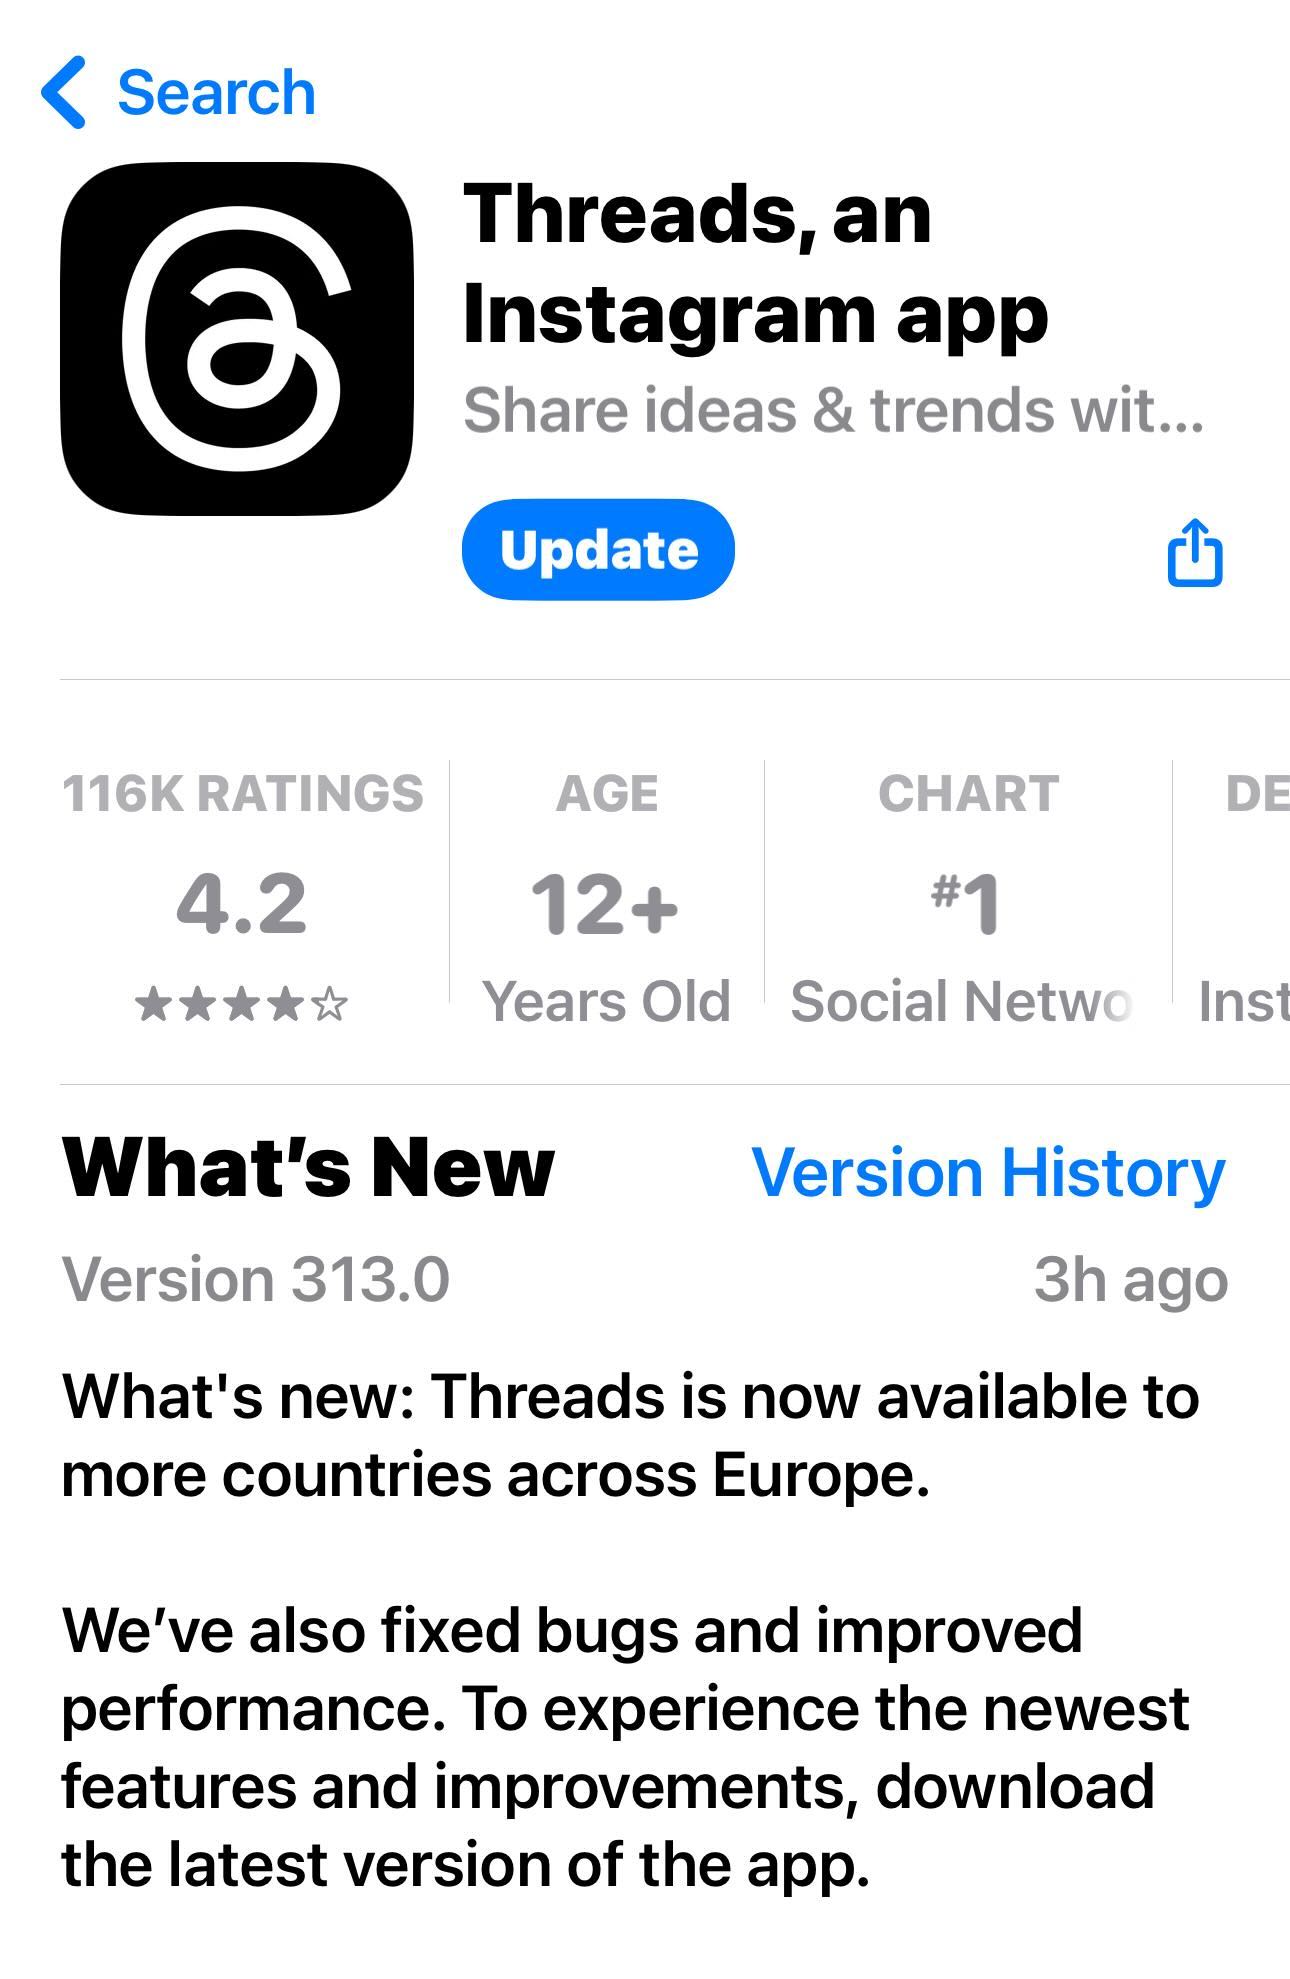 Search
Threads, an
Instagram app
Share ideas & trends wit...
Update
116K RATINGS
4.2
AGE
12+
Years Old
CHART
#1
Social Netwo
DE
Inst
What’s New
Version History
Version 313.0
3h ago
What's new: Threads is now available to
more countries across Europe.
We’ve also fixed bugs and improved
performance. To experience the newest
features and improvements, download
the latest version of the app.